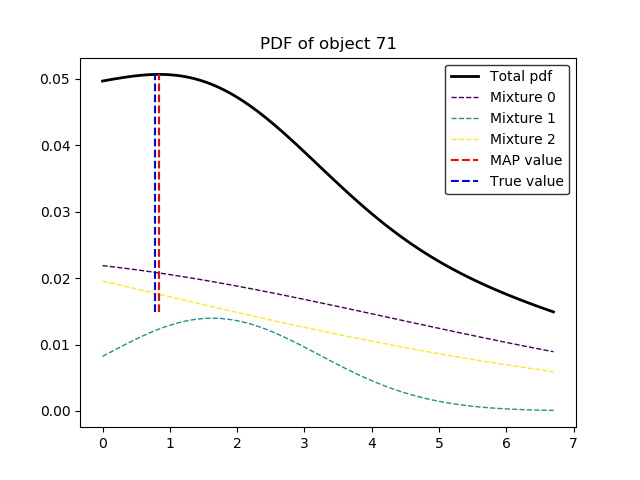 PDF of object 71
Total pdf
Mixture 0
Mixture 1
Mixture 2
MAP value
True value
0.05
0.04
0.03
0.02
0.01
0.00
0 1 2 3 4 5 6 7